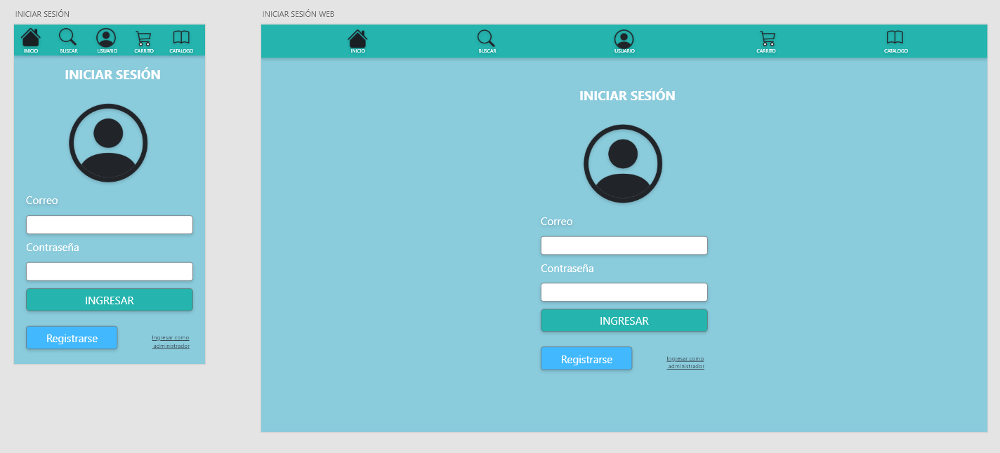 INICIAR SESIÓN
INICIO BUSCAR USUARIO CARRITO CATALOGO
INICIAR SESIÓN
Correo
Contraseña
INGRESAR
Registrarse
Ingresar como
administrador
INICIAR SESIÓN WEB
INICIO BUSCAR USUARIO CARRITO CATALOGO
INICIAR SESIÓN
Correo
Contraseña
INGRESAR
Registrarse
Ingresar como
administrador